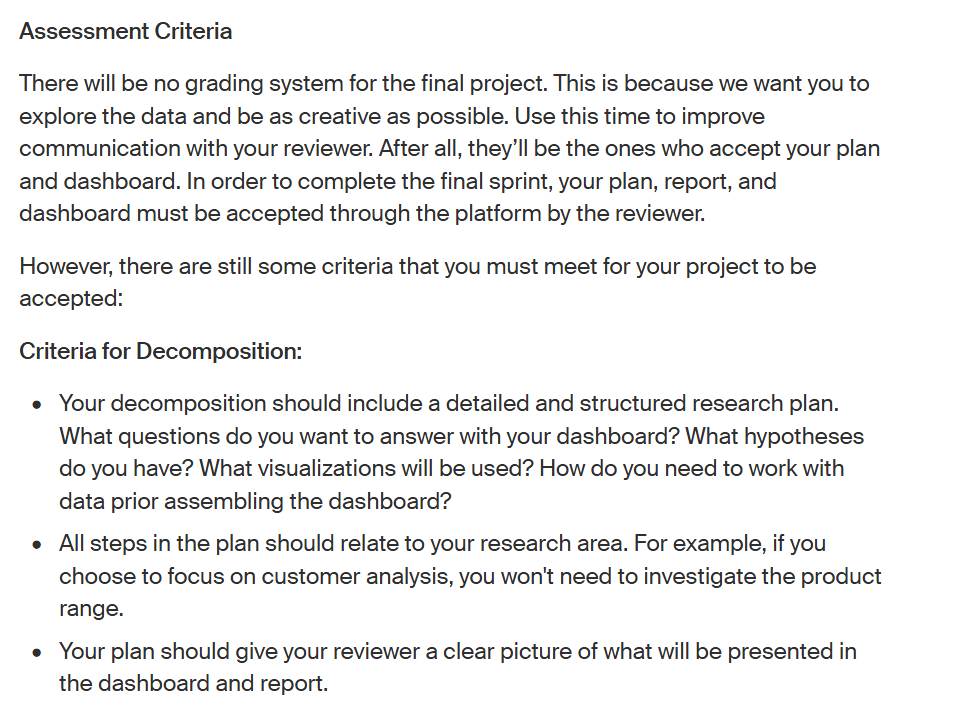 Assessment Criteria
There will be no grading system for the final project. This is because we want you to
explore the data and be as creative as possible. Use this time to improve
communication with your reviewer. After all, they’ll be the ones who accept your plan
and dashboard. In order to complete the final sprint, your plan, report, and
dashboard must be accepted through the platform by the reviewer.
However, there are still some criteria that you must meet for your project to be
accepted:
Criteria for Decomposition:
• Your decomposition should include a detailed and structured research plan.
What questions do you want to answer with your dashboard? What hypotheses
do you have? What visualizations will be used? How do you need to work with
data prior assembling the dashboard?
• All steps in the plan should relate to your research area. For example, if you
choose to focus on customer analysis, you won't need to investigate the product
range.
• Your plan should give your reviewer a clear picture of what will be presented in
the dashboard and report.